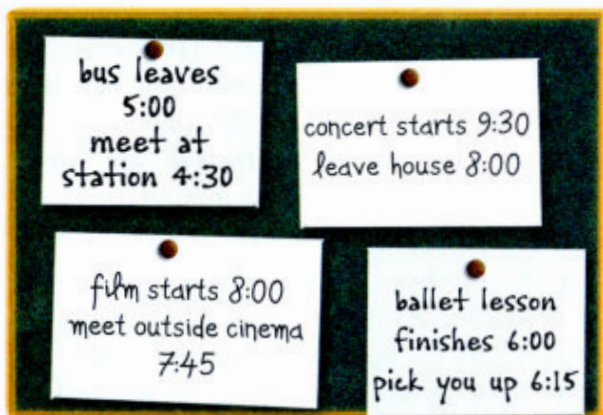 bus leaves
5:00
meet at
station 4:30
concert starts 9:30
leave house 8:00
film starts 8:00
meet outside cinema
7:45
ballet lesson
finishes 6:00
pick you up 6:15